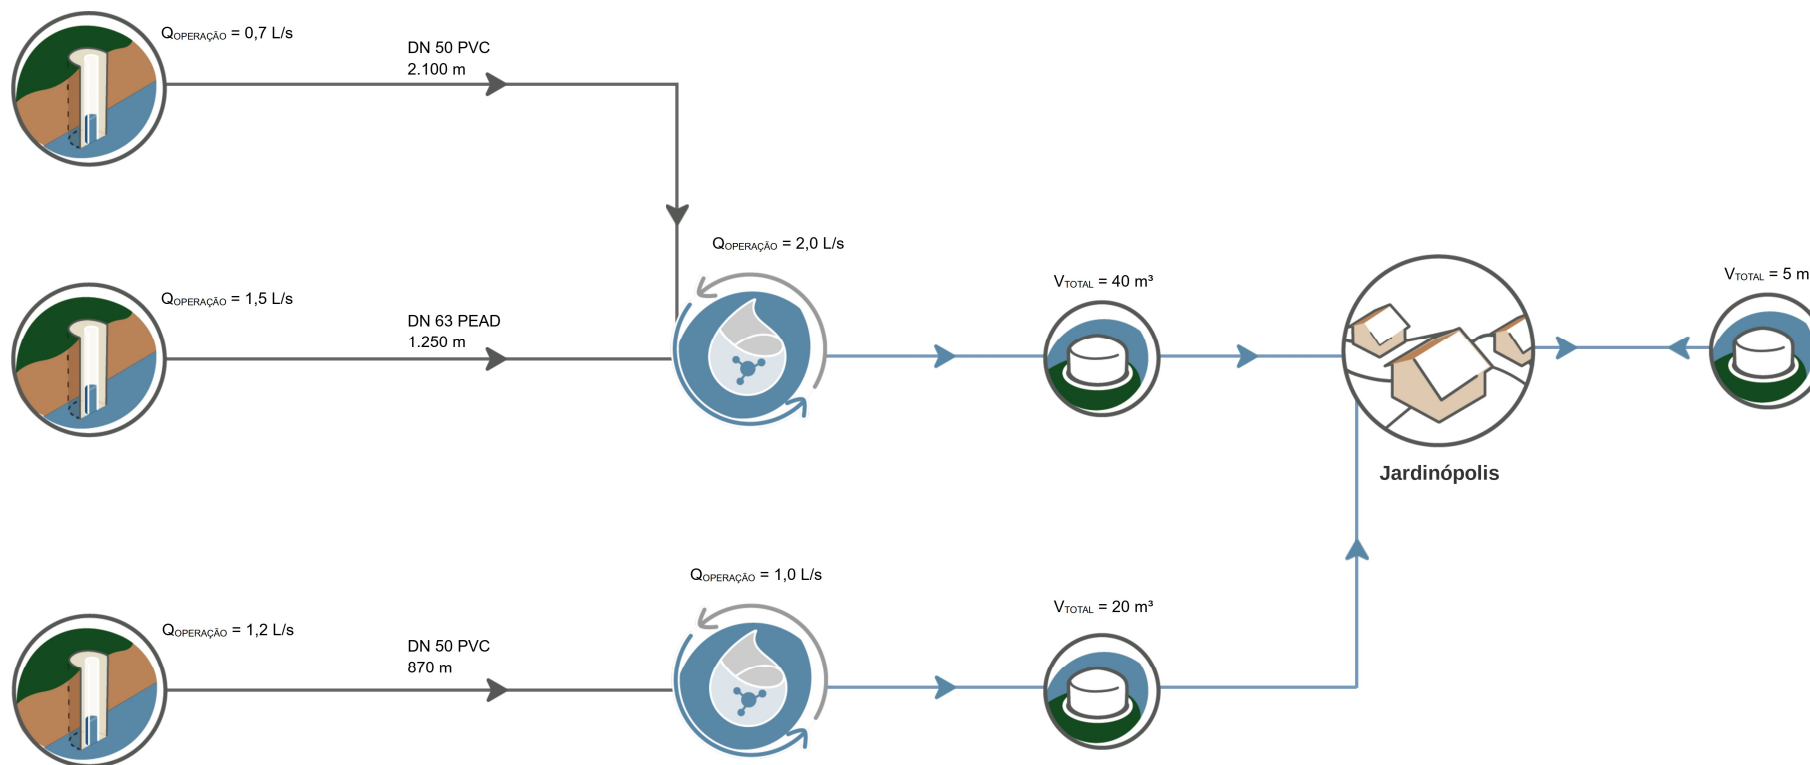 QOPERAÇÃO = 0,7 L/s
DN 50 PVC
2.100 m
QOPERAÇÃO = 2,0 L/s
QOPERAÇÃO = 1,5 L/s
DN 63 PEAD
1.250 m
VTOTAL = 40 m³
VTOTAL = 5 m
Jardinópolis
QOPERAÇÃO = 1,0 L/s
QOPERAÇÃO = 1,2 L/s
DN 50 PVC
870 m
VTOTAL = 20 m³